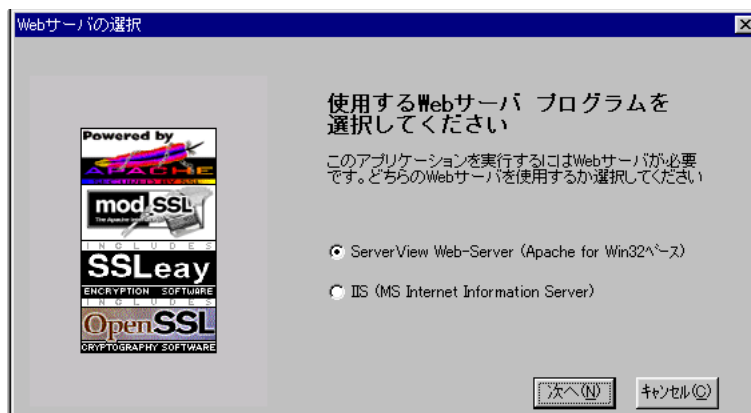 Webサーバの選択
使用するWebサーバ プログラムを
選択してください
このアプリケーションを実行するにはWebサーバが必要
です。どちらのWebサーバを使用するか選択してください
ServerView Web-Server (Apache for Win32ﾍﾞｰｽ)
IIS (MS Internet Information Server)
Powered by
APACHE
mod SSL
The Apache Interface to
INCLUDES
SSLeay
ENCRYPTION SOFTWARE
INCLUDES
OpenSSL
CRYPTOGRAPHY SOFTWARE
次へ(N)
ｷｬﾝｾﾙ(C)